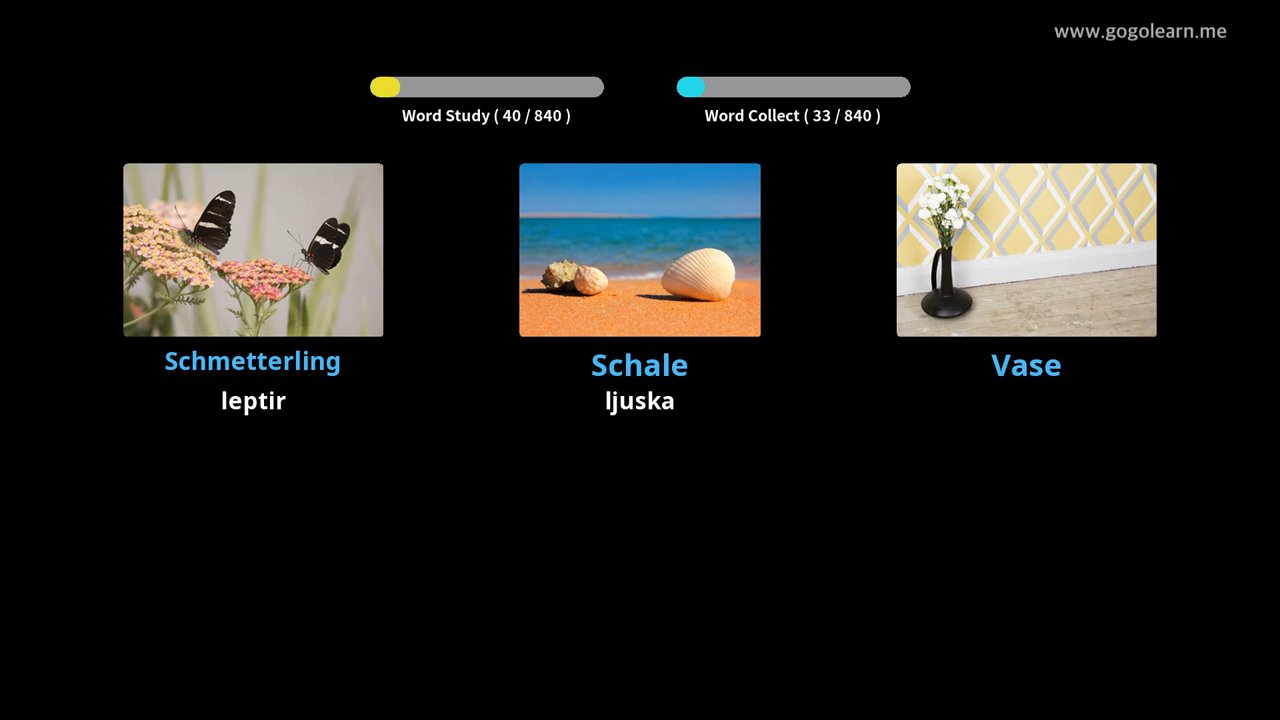 www.gogolearn.me
Word Study ( 40 / 840 )
Word Collect ( 33 / 840 )
Schmetterling
leptir
Schale
ljuska
Vase